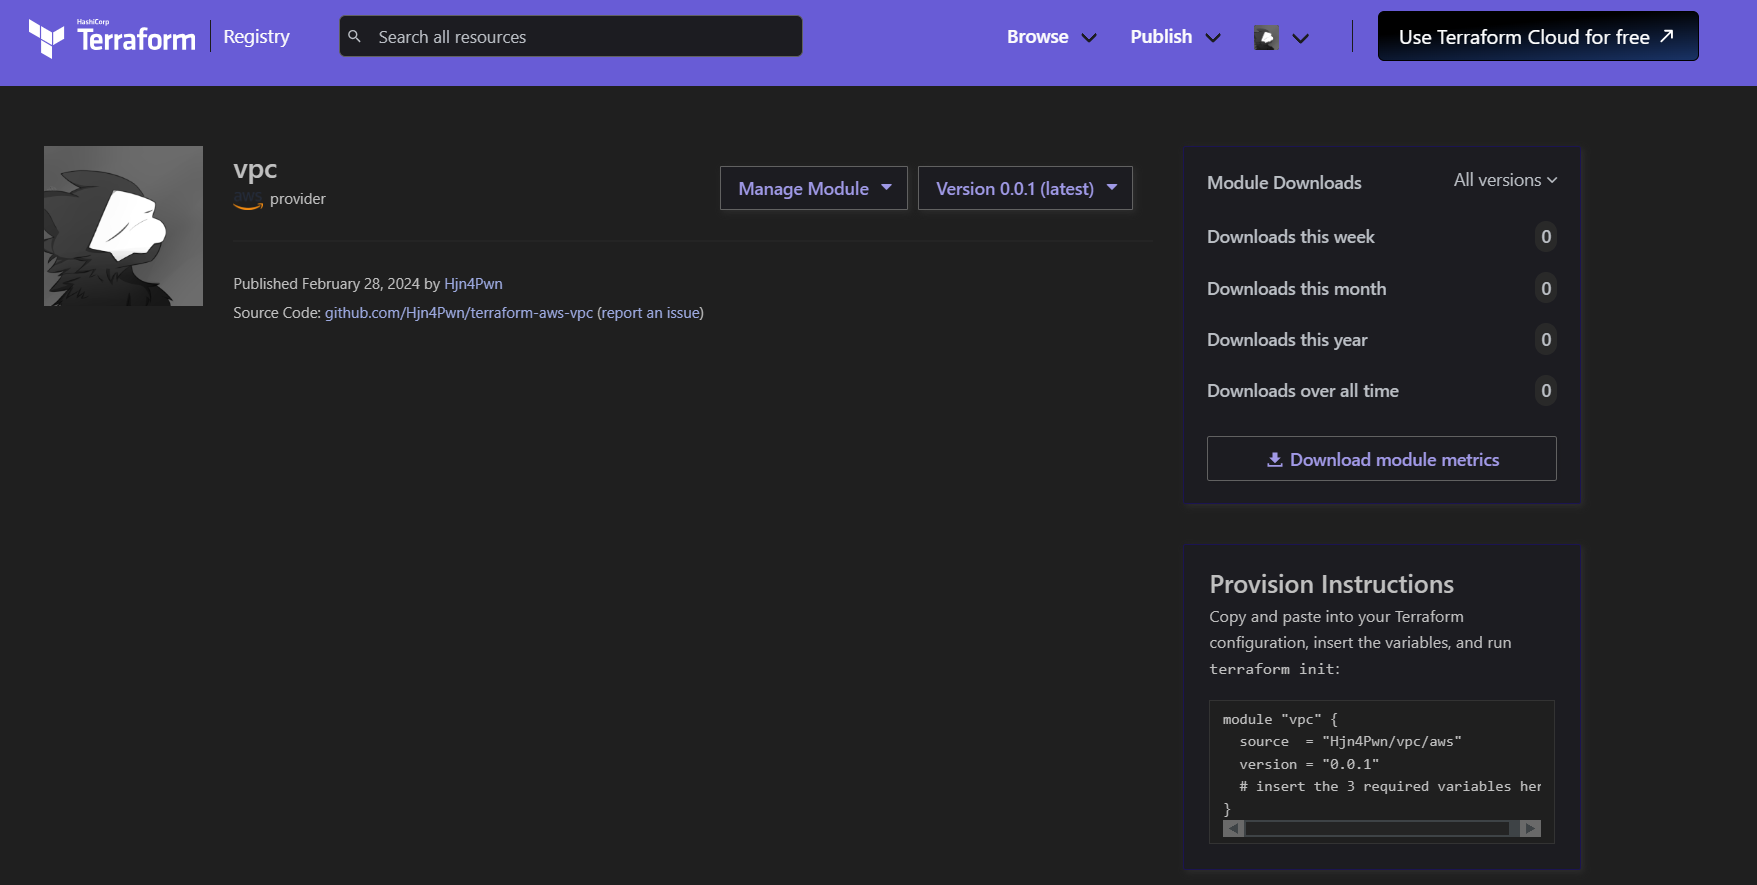 HashiCorp
Terraform
Registry
Search all resources
Browse
Publish
Use Terraform Cloud for free
vpc
aws provider
Manage Module
Version 0.0.1 (latest)
Published February 28, 2024 by Hjn4Pwn
Source Code: github.com/Hjn4Pwn/terraform-aws-vpc (report an issue)
Module Downloads
All versions
Downloads this week 0
Downloads this month 0
Downloads this year 0
Downloads over all time 0
Download module metrics
Provision Instructions
Copy and paste into your Terraform
configuration, insert the variables, and run
terraform init:
module "vpc" {
  source  = "Hjn4Pwn/vpc/aws"
  version = "0.0.1"
  # insert the 3 required variables her
}